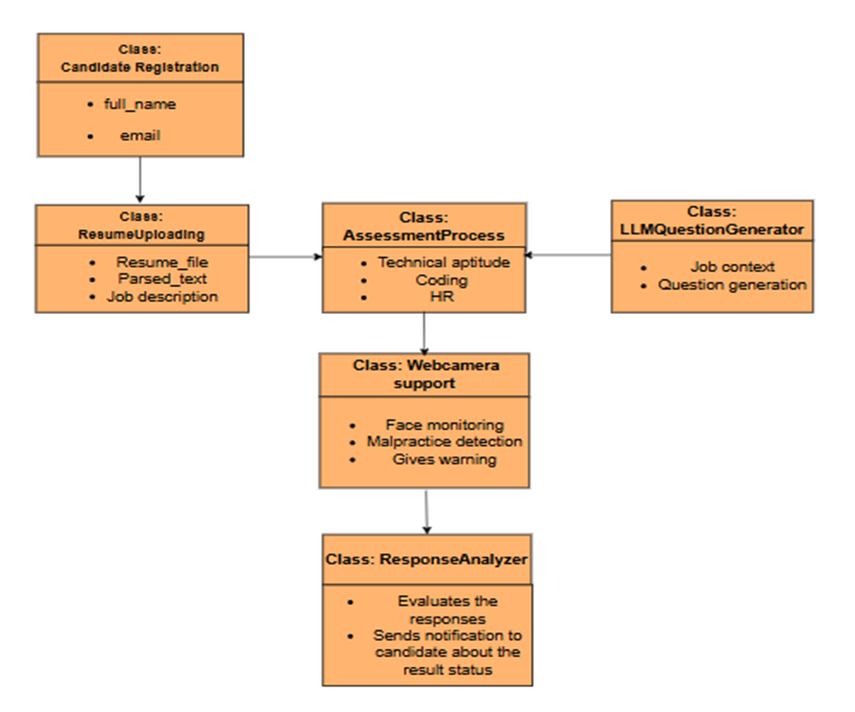 Class:
Candidate Registration
• full_name
• email
Class:
ResumeUploading
• Resume_file
• Parsed_text
• Job description
Class:
AssessmentProcess
• Technical aptitude
• Coding
• HR
Class:
LLMQuestionGenerator
• Job context
• Question generation
Class: Webcamera
support
• Face monitoring
• Malpractice detection
• Gives warning
Class: ResponseAnalyzer
• Evaluates the
responses
• Sends notification to
candidate about the
result status